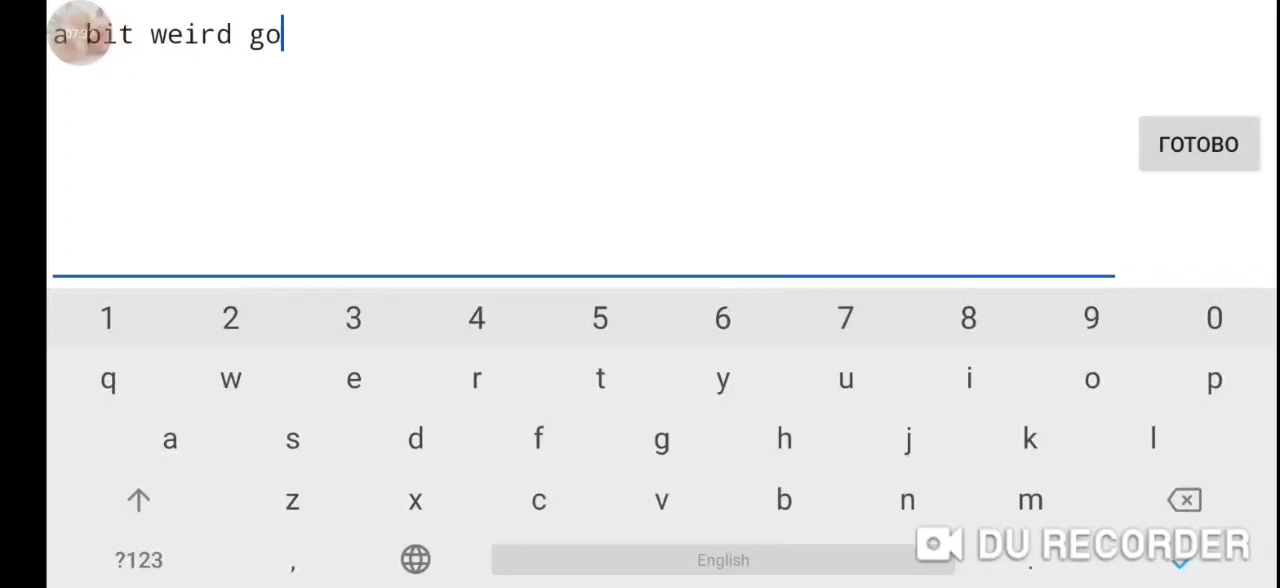 a bit weird go
ГОТОВО
1 2 3 4 5 6 7 8 9 0
q w e r t y u i o p
a s d f g h j k l
z x c v b n m
?123 , English .
DU RECORDER